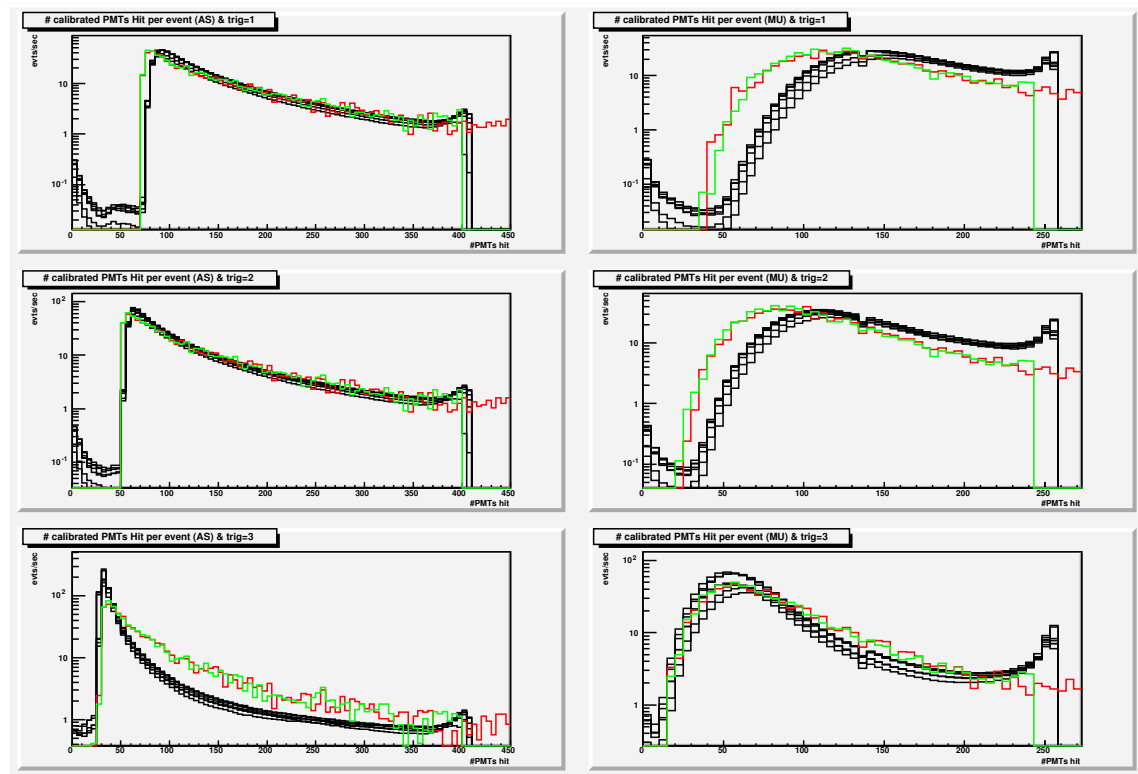 # calibrated PMTs Hit per event (AS) & trig=1
evts/sec
10
1
10-1
0 50 100 150 200 250 300 350 400 450
#PMTs hit
# calibrated PMTs Hit per event (MU) & trig=1
evts/sec
10
1
10-1
0 50 100 150 200 250
#PMTs hit
# calibrated PMTs Hit per event (AS) & trig=2
evts/sec
102
10
1
10-1
0 50 100 150 200 250 300 350 400 450
#PMTs hit
# calibrated PMTs Hit per event (MU) & trig=2
evts/sec
10
1
10-1
0 50 100 150 200 250
#PMTs hit
# calibrated PMTs Hit per event (AS) & trig=3
evts/sec
102
10
1
0 50 100 150 200 250 300 350 400 450
#PMTs hit
# calibrated PMTs Hit per event (MU) & trig=3
evts/sec
102
10
1
0 50 100 150 200 250
#PMTs hit